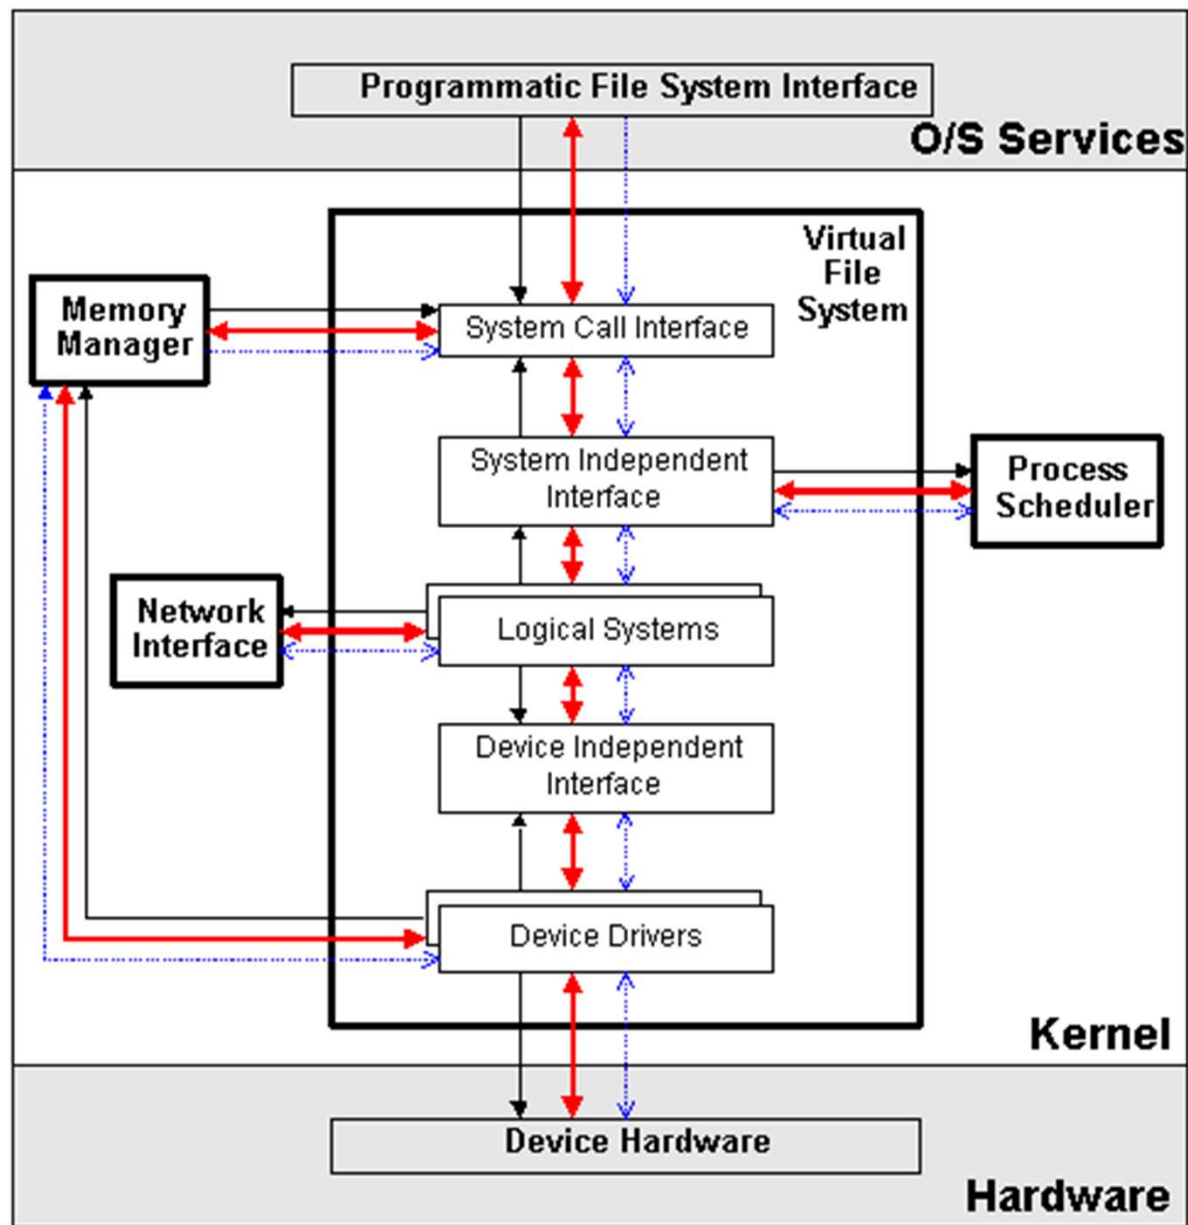 Programmatic File System Interface
O/S Services
Virtual
File
System
Memory
Manager
System Call Interface
System Independent
Interface
Process
Scheduler
Network
Interface
Logical Systems
Device Independent
Interface
Device Drivers
Kernel
Device Hardware
Hardware